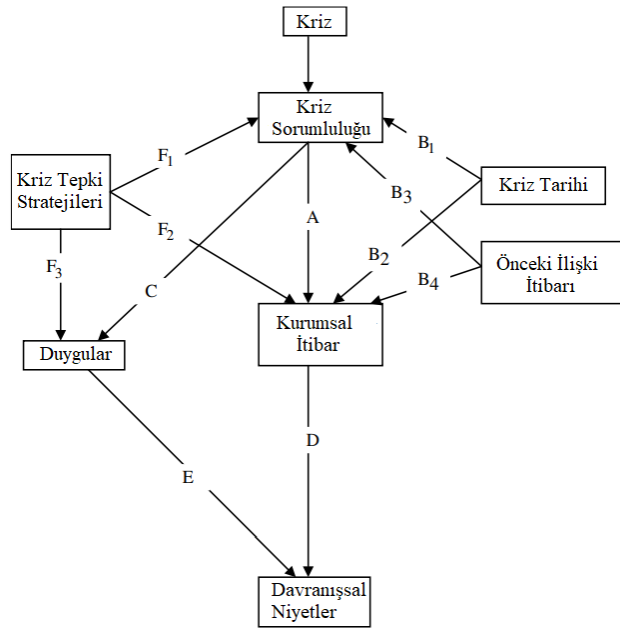 Kriz
Kriz
Sorumluluğu
Kriz Tepki
Stratejileri
F1
B1
Kriz Tarihi
B3
A
F2
B2
Önceki İlişki
İtibarı
F3
B4
C
Kurumsal
İtibar
Duygular
D
E
Davranışsal
Niyetler